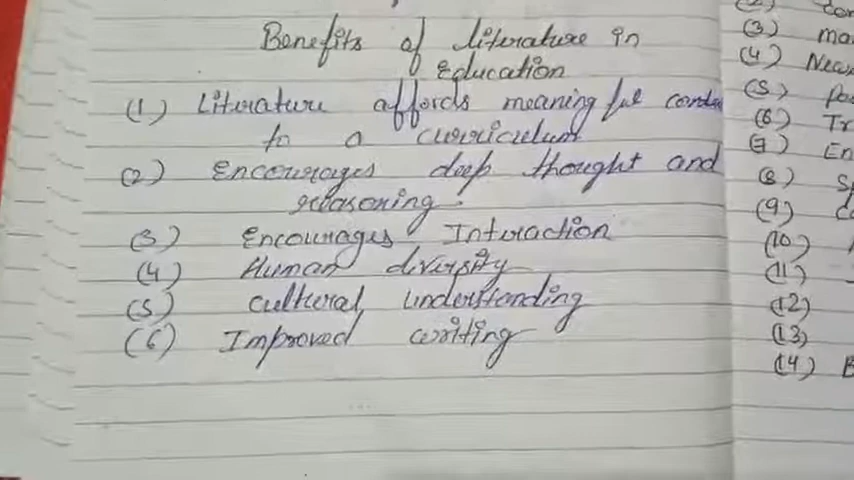 Benefits of literature in
Education
(1) Literature affords meaningful
to a curriculum
(2) Encourages deep thought and
reasoning.
(3) Encourages Interaction
(4) Human diversity
(5) cultural understanding
(6) Improved writing
(2)
(3)
(4)
(5)
(6)
(7)
(8)
(9)
(10)
(11)
(12)
(13)
(14)